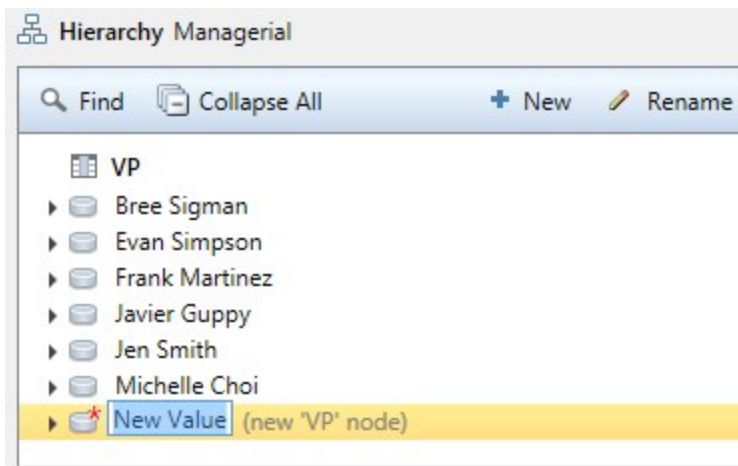 Hierarchy Managerial
Find Collapse All + New Rename
VP
Bree Sigman
Evan Simpson
Frank Martinez
Javier Guppy
Jen Smith
Michelle Choi
New Value (new 'VP' node)